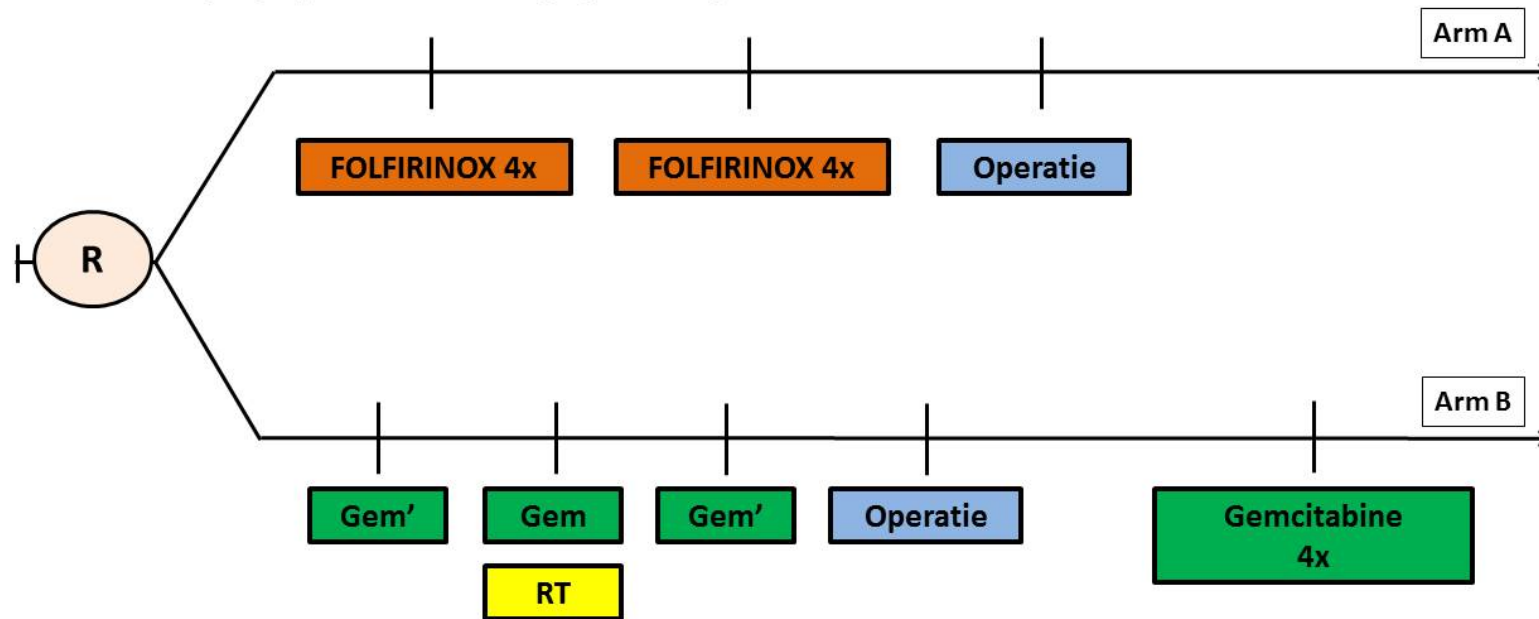 Arm A
FOLFIRINOX 4x
FOLFIRINOX 4x
Operatie
R
Arm B
Gem’
Gem
Gem’
Operatie
Gemcitabine
4x
RT